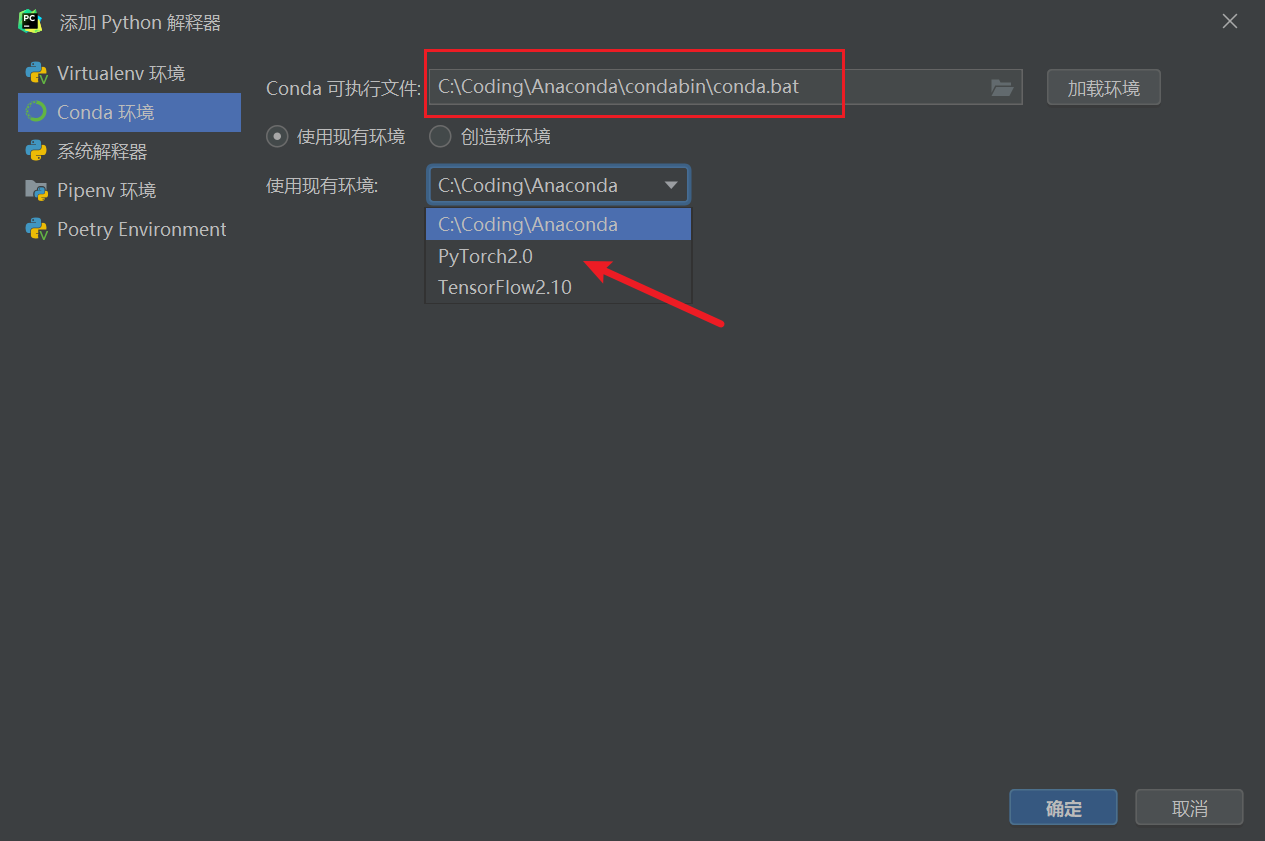 PC
添加 Python 解释器
Virtualenv 环境
Conda 环境
系统解释器
Pipenv 环境
Poetry Environment
Conda 可执行文件:
C:\Coding\Anaconda\condabin\conda.bat
加载环境
使用现有环境
创造新环境
使用现有环境:
C:\Coding\Anaconda
C:\Coding\Anaconda
PyTorch2.0
TensorFlow2.10
确定
取消